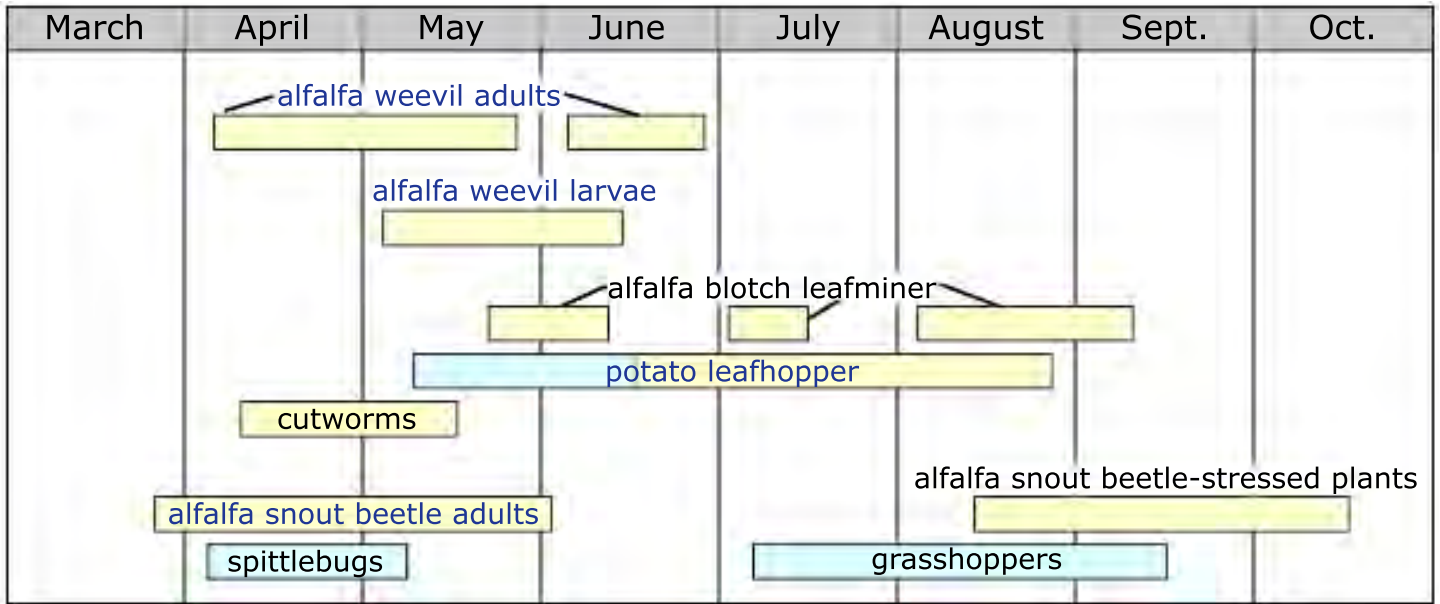 March April May June July August Sept. Oct.
alfalfa weevil adults
alfalfa weevil larvae
alfalfa blotch leafminer
potato leafhopper
cutworms
alfalfa snout beetle-stressed plants
alfalfa snout beetle adults
spittlebugs
grasshoppers